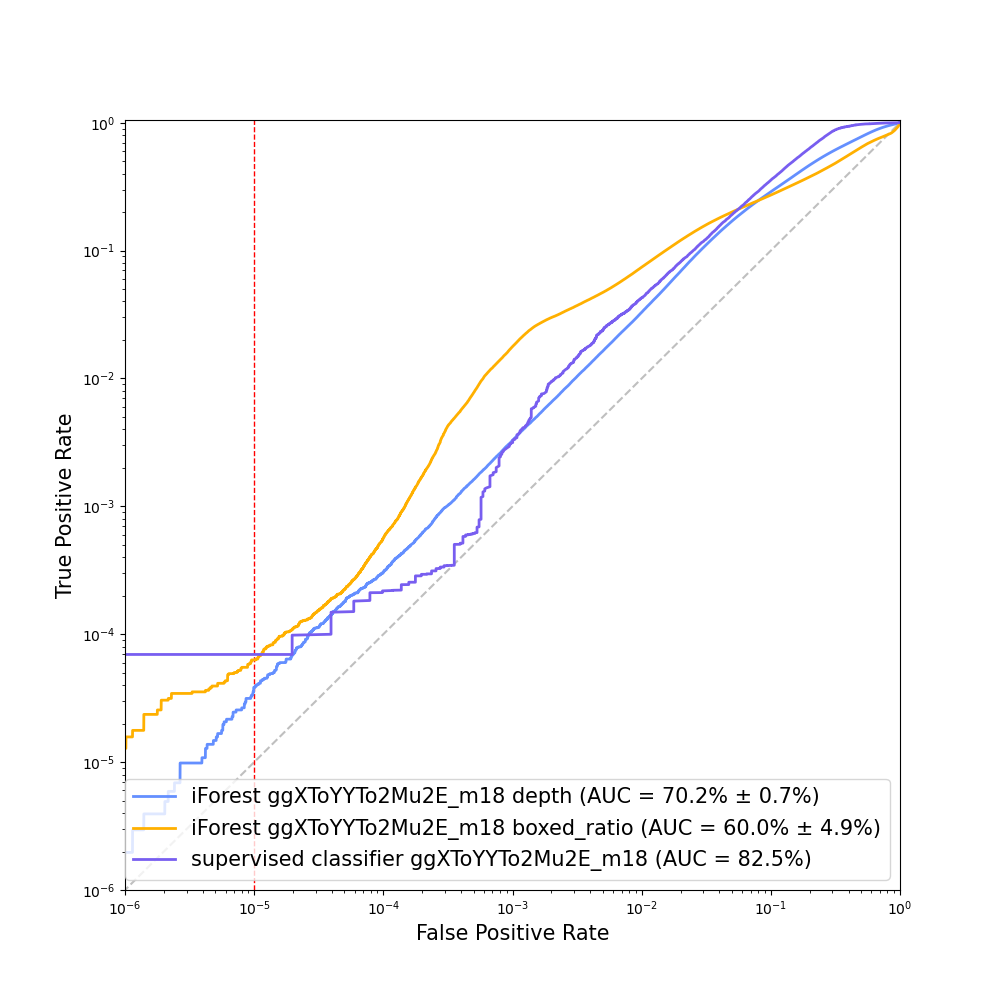 10⁰
10⁻¹
10⁻²
10⁻³
10⁻⁴
10⁻⁵
10⁻⁶
True Positive Rate
iForest ggXToYYTo2Mu2E_m18 depth (AUC = 70.2% ± 0.7%)
iForest ggXToYYTo2Mu2E_m18 boxed_ratio (AUC = 60.0% ± 4.9%)
supervised classifier ggXToYYTo2Mu2E_m18 (AUC = 82.5%)
10⁻⁶ 10⁻⁵ 10⁻⁴ 10⁻³ 10⁻² 10⁻¹ 10⁰
False Positive Rate